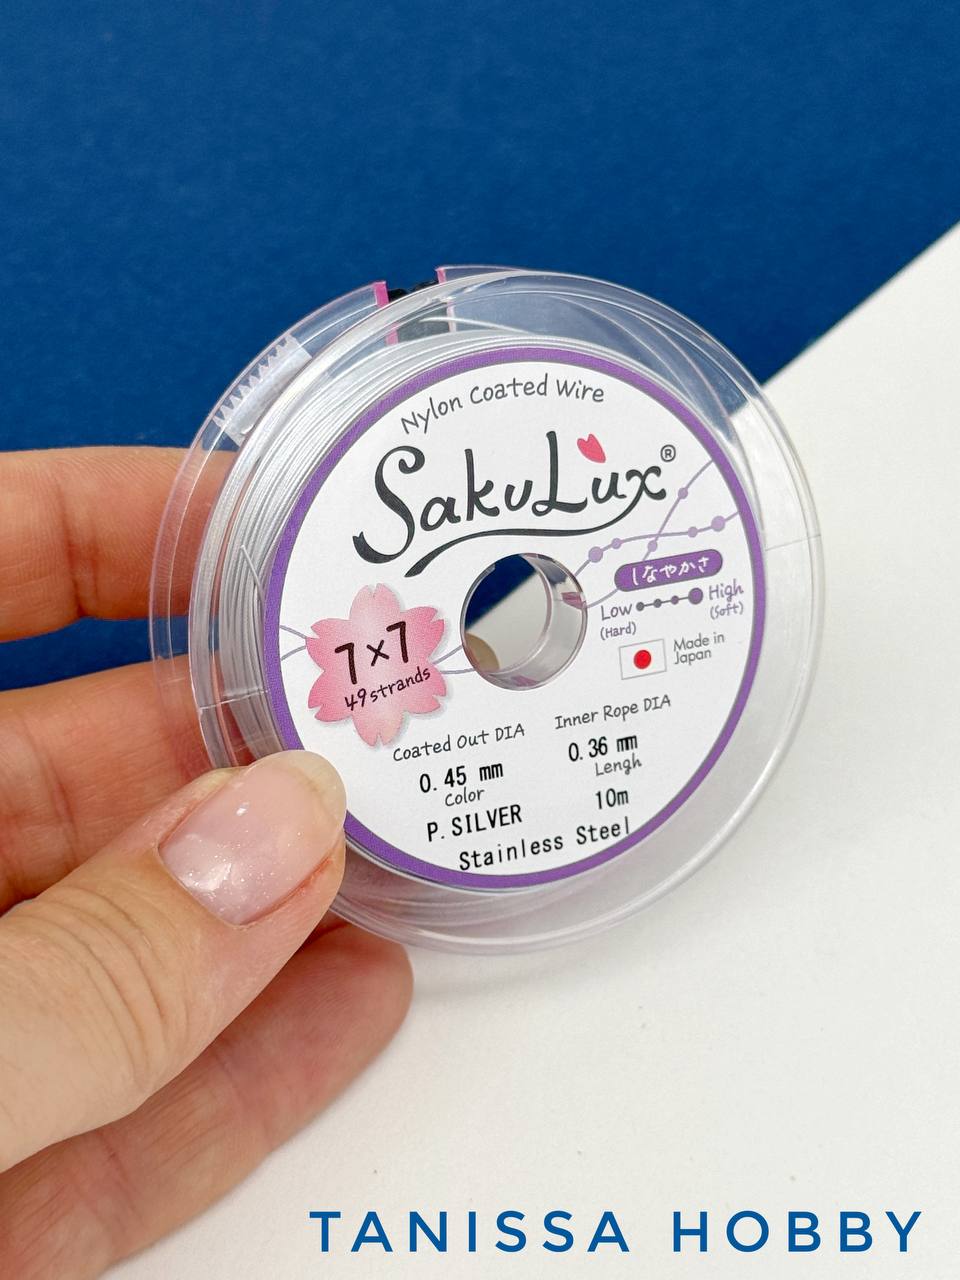 Nylon Coated Wire
SakuLux®
しなやかさ
Low High
(Hard) (Soft)
Made in
Japan
7×7
49 strands
Coated Out DIA
0.45 mm
Color
P.SILVER
Inner Rope DIA
0.36 mm
Lengh
10m
Stainless Steel
TANISSA HOBBY